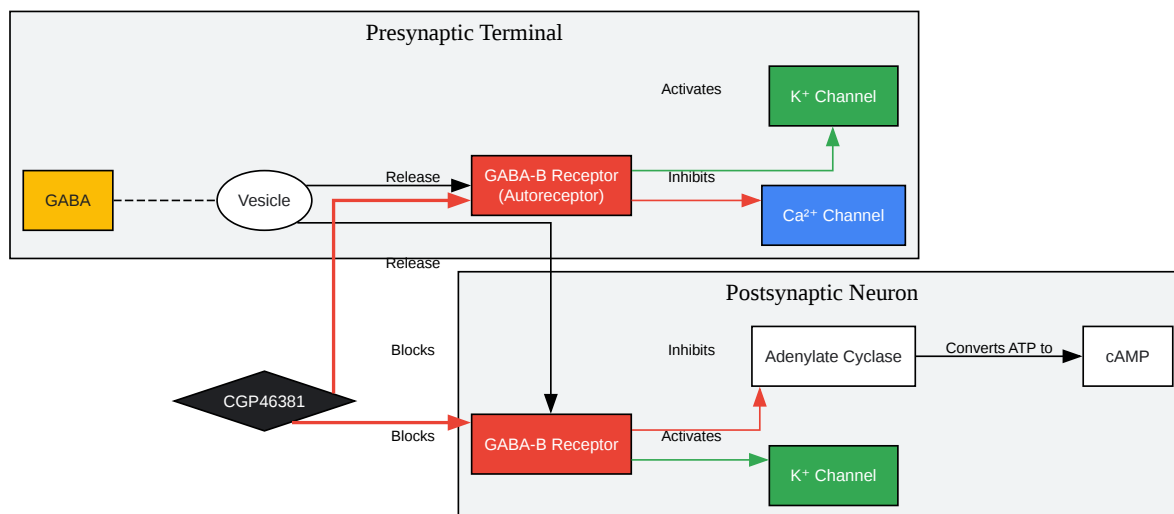 Presynaptic Terminal
Activates
K⁺ Channel
GABA
Vesicle
Release
GABA-B Receptor
(Autoreceptor)
Inhibits
Ca²⁺ Channel
Release
Postsynaptic Neuron
Blocks
Inhibits
Adenylate Cyclase
Converts ATP to
cAMP
CGP46381
Blocks
GABA-B Receptor
Activates
K⁺ Channel